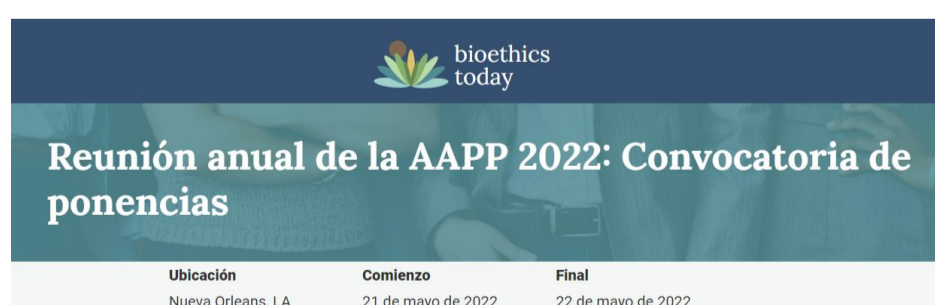 bioethics
today
Reunión anual de la AAPP 2022: Convocatoria de
ponencias
Ubicación Comienzo Final
Nueva Orleans, LA 21 de mayo de 2022 22 de mayo de 2022